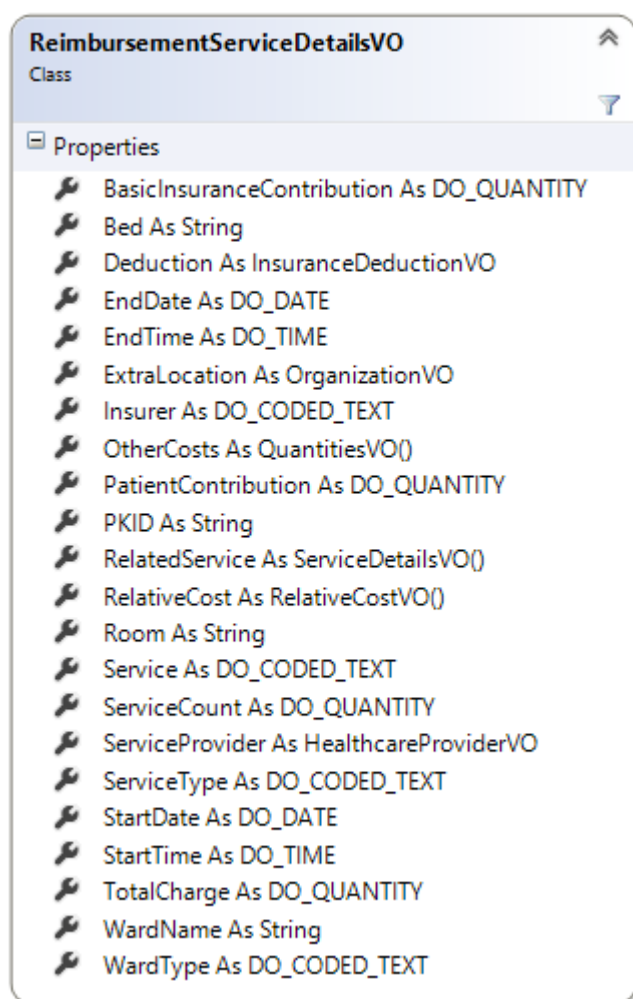 ReimbursementServiceDetailsVO
Class
Properties
BasicInsuranceContribution As DO_QUANTITY
Bed As String
Deduction As InsuranceDeductionVO
EndDate As DO_DATE
EndTime As DO_TIME
ExtraLocation As OrganizationVO
Insurer As DO_CODED_TEXT
OtherCosts As QuantitiesVO()
PatientContribution As DO_QUANTITY
PKID As String
RelatedService As ServiceDetailsVO()
RelativeCost As RelativeCostVO()
Room As String
Service As DO_CODED_TEXT
ServiceCount As DO_QUANTITY
ServiceProvider As HealthcareProviderVO
ServiceType As DO_CODED_TEXT
StartDate As DO_DATE
StartTime As DO_TIME
TotalCharge As DO_QUANTITY
WardName As String
WardType As DO_CODED_TEXT